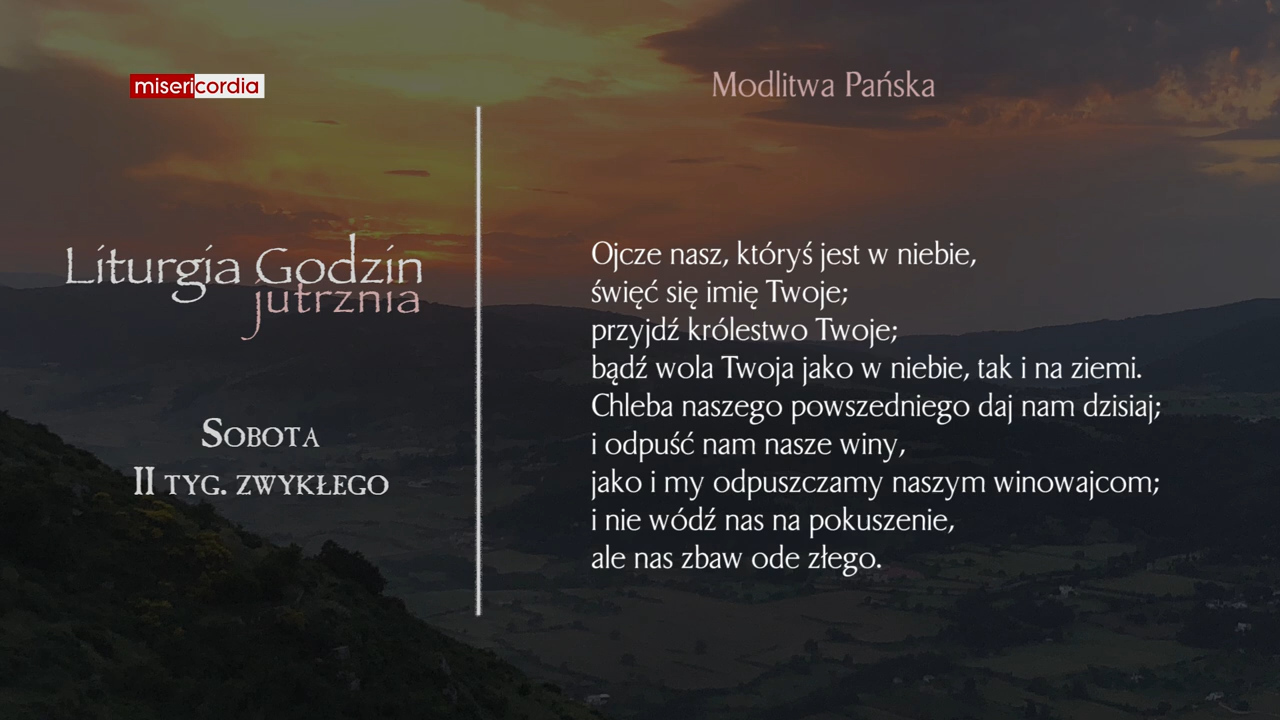 misericordia
Liturgia Godzin
jutrznia
Sobota
II tyg. zwykłego
Modlitwa Pańska
Ojcze nasz, któryś jest w niebie,
święć się imię Twoje;
przyjdź królestwo Twoje;
bądź wola Twoja jako w niebie, tak i na ziemi.
Chleba naszego powszedniego daj nam dzisiaj;
i odpuść nam nasze winy,
jako i my odpuszczamy naszym winowajcom;
i nie wódź nas na pokuszenie,
ale nas zbaw ode złego.